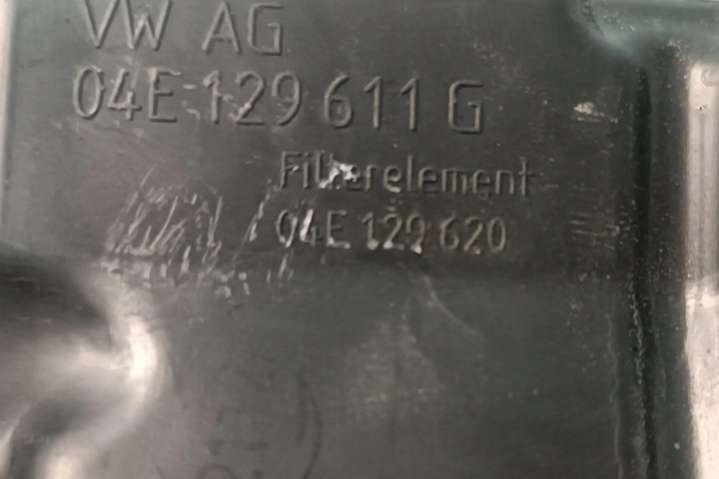 VW AG
04E 129 611 G
Filterelement
04E 129 620